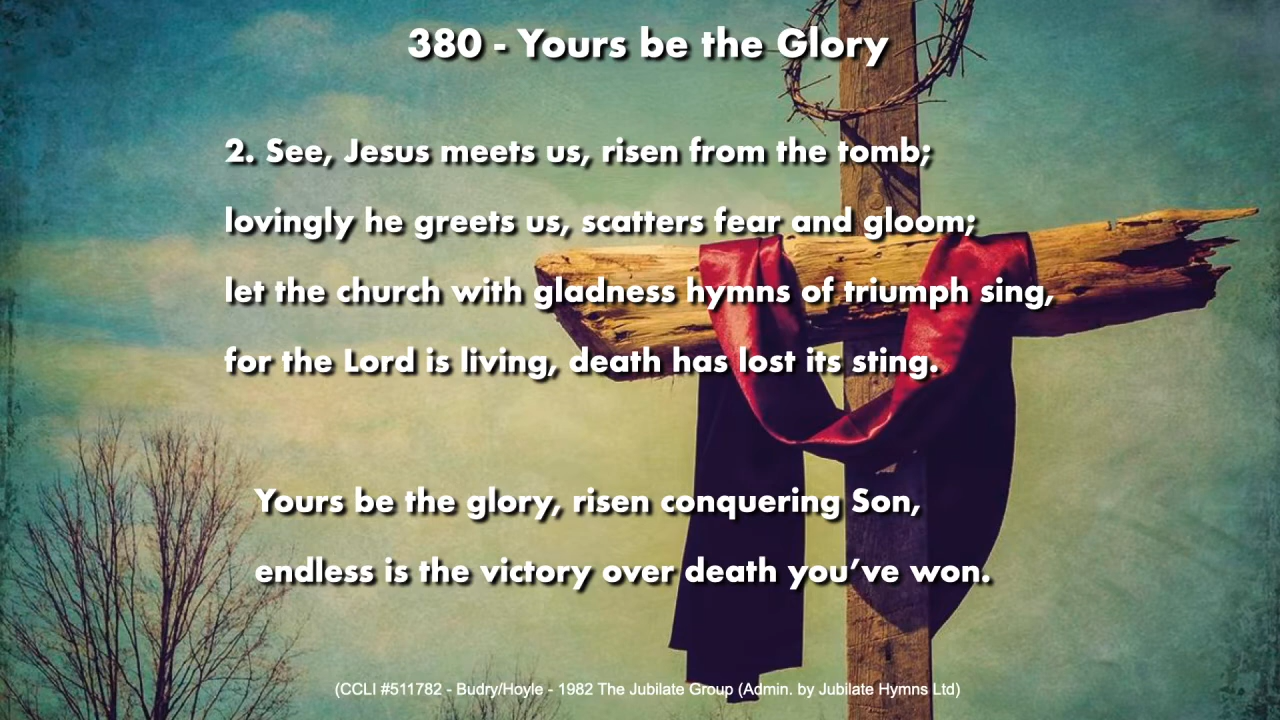 380 - Yours be the Glory
2. See, Jesus meets us, risen from the tomb;
lovingly he greets us, scatters fear and gloom;
let the church with gladness hymns of triumph sing,
for the Lord is living, death has lost its sting.
Yours be the glory, risen conquering Son,
endless is the victory over death you’ve won.
(CCLI #511782 - Budry/Hoyle - 1982 The Jubilate Group (Admin. by Jubilate Hymns Ltd)